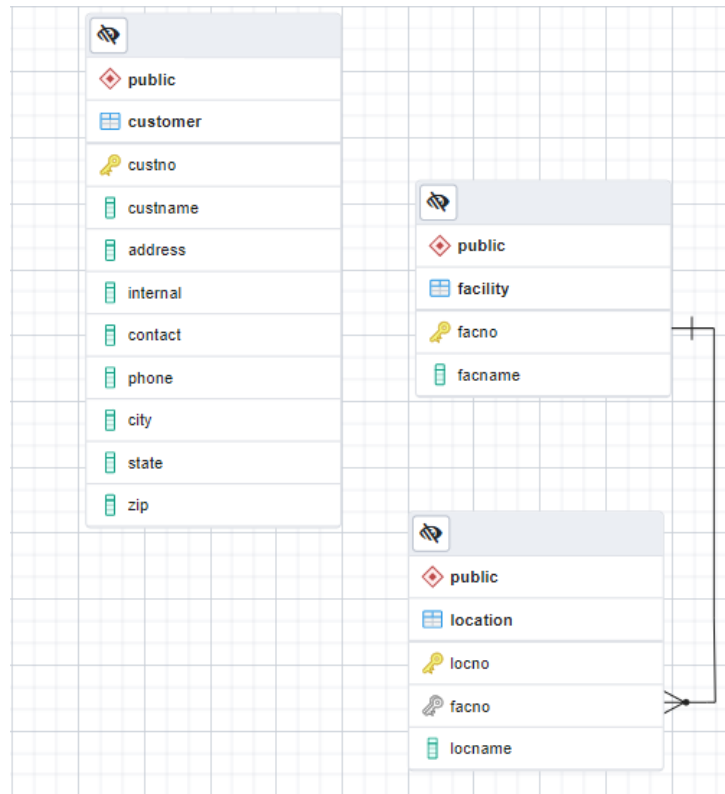 public
customer
custno
custname
address
internal
contact
phone
city
state
zip
public
facility
facno
facname
public
location
locno
facno
locname